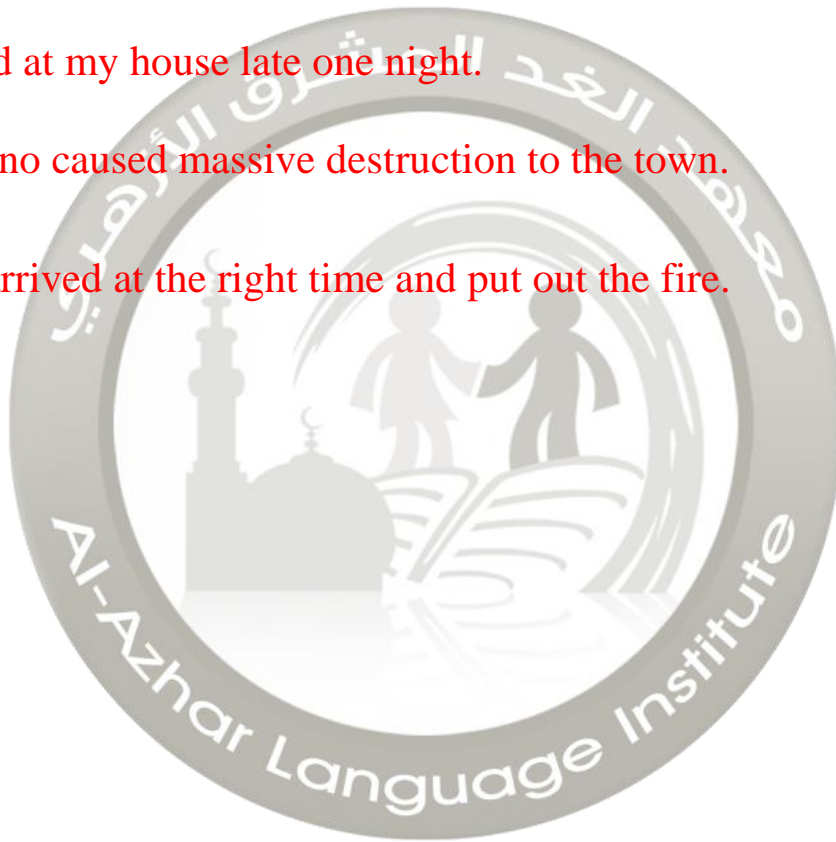 d at my house late one night.
no caused massive destruction to the town.
rrived at the right time and put out the fire.
معهد الغد المشرق الأزهري
Al-Azhar Language Institute